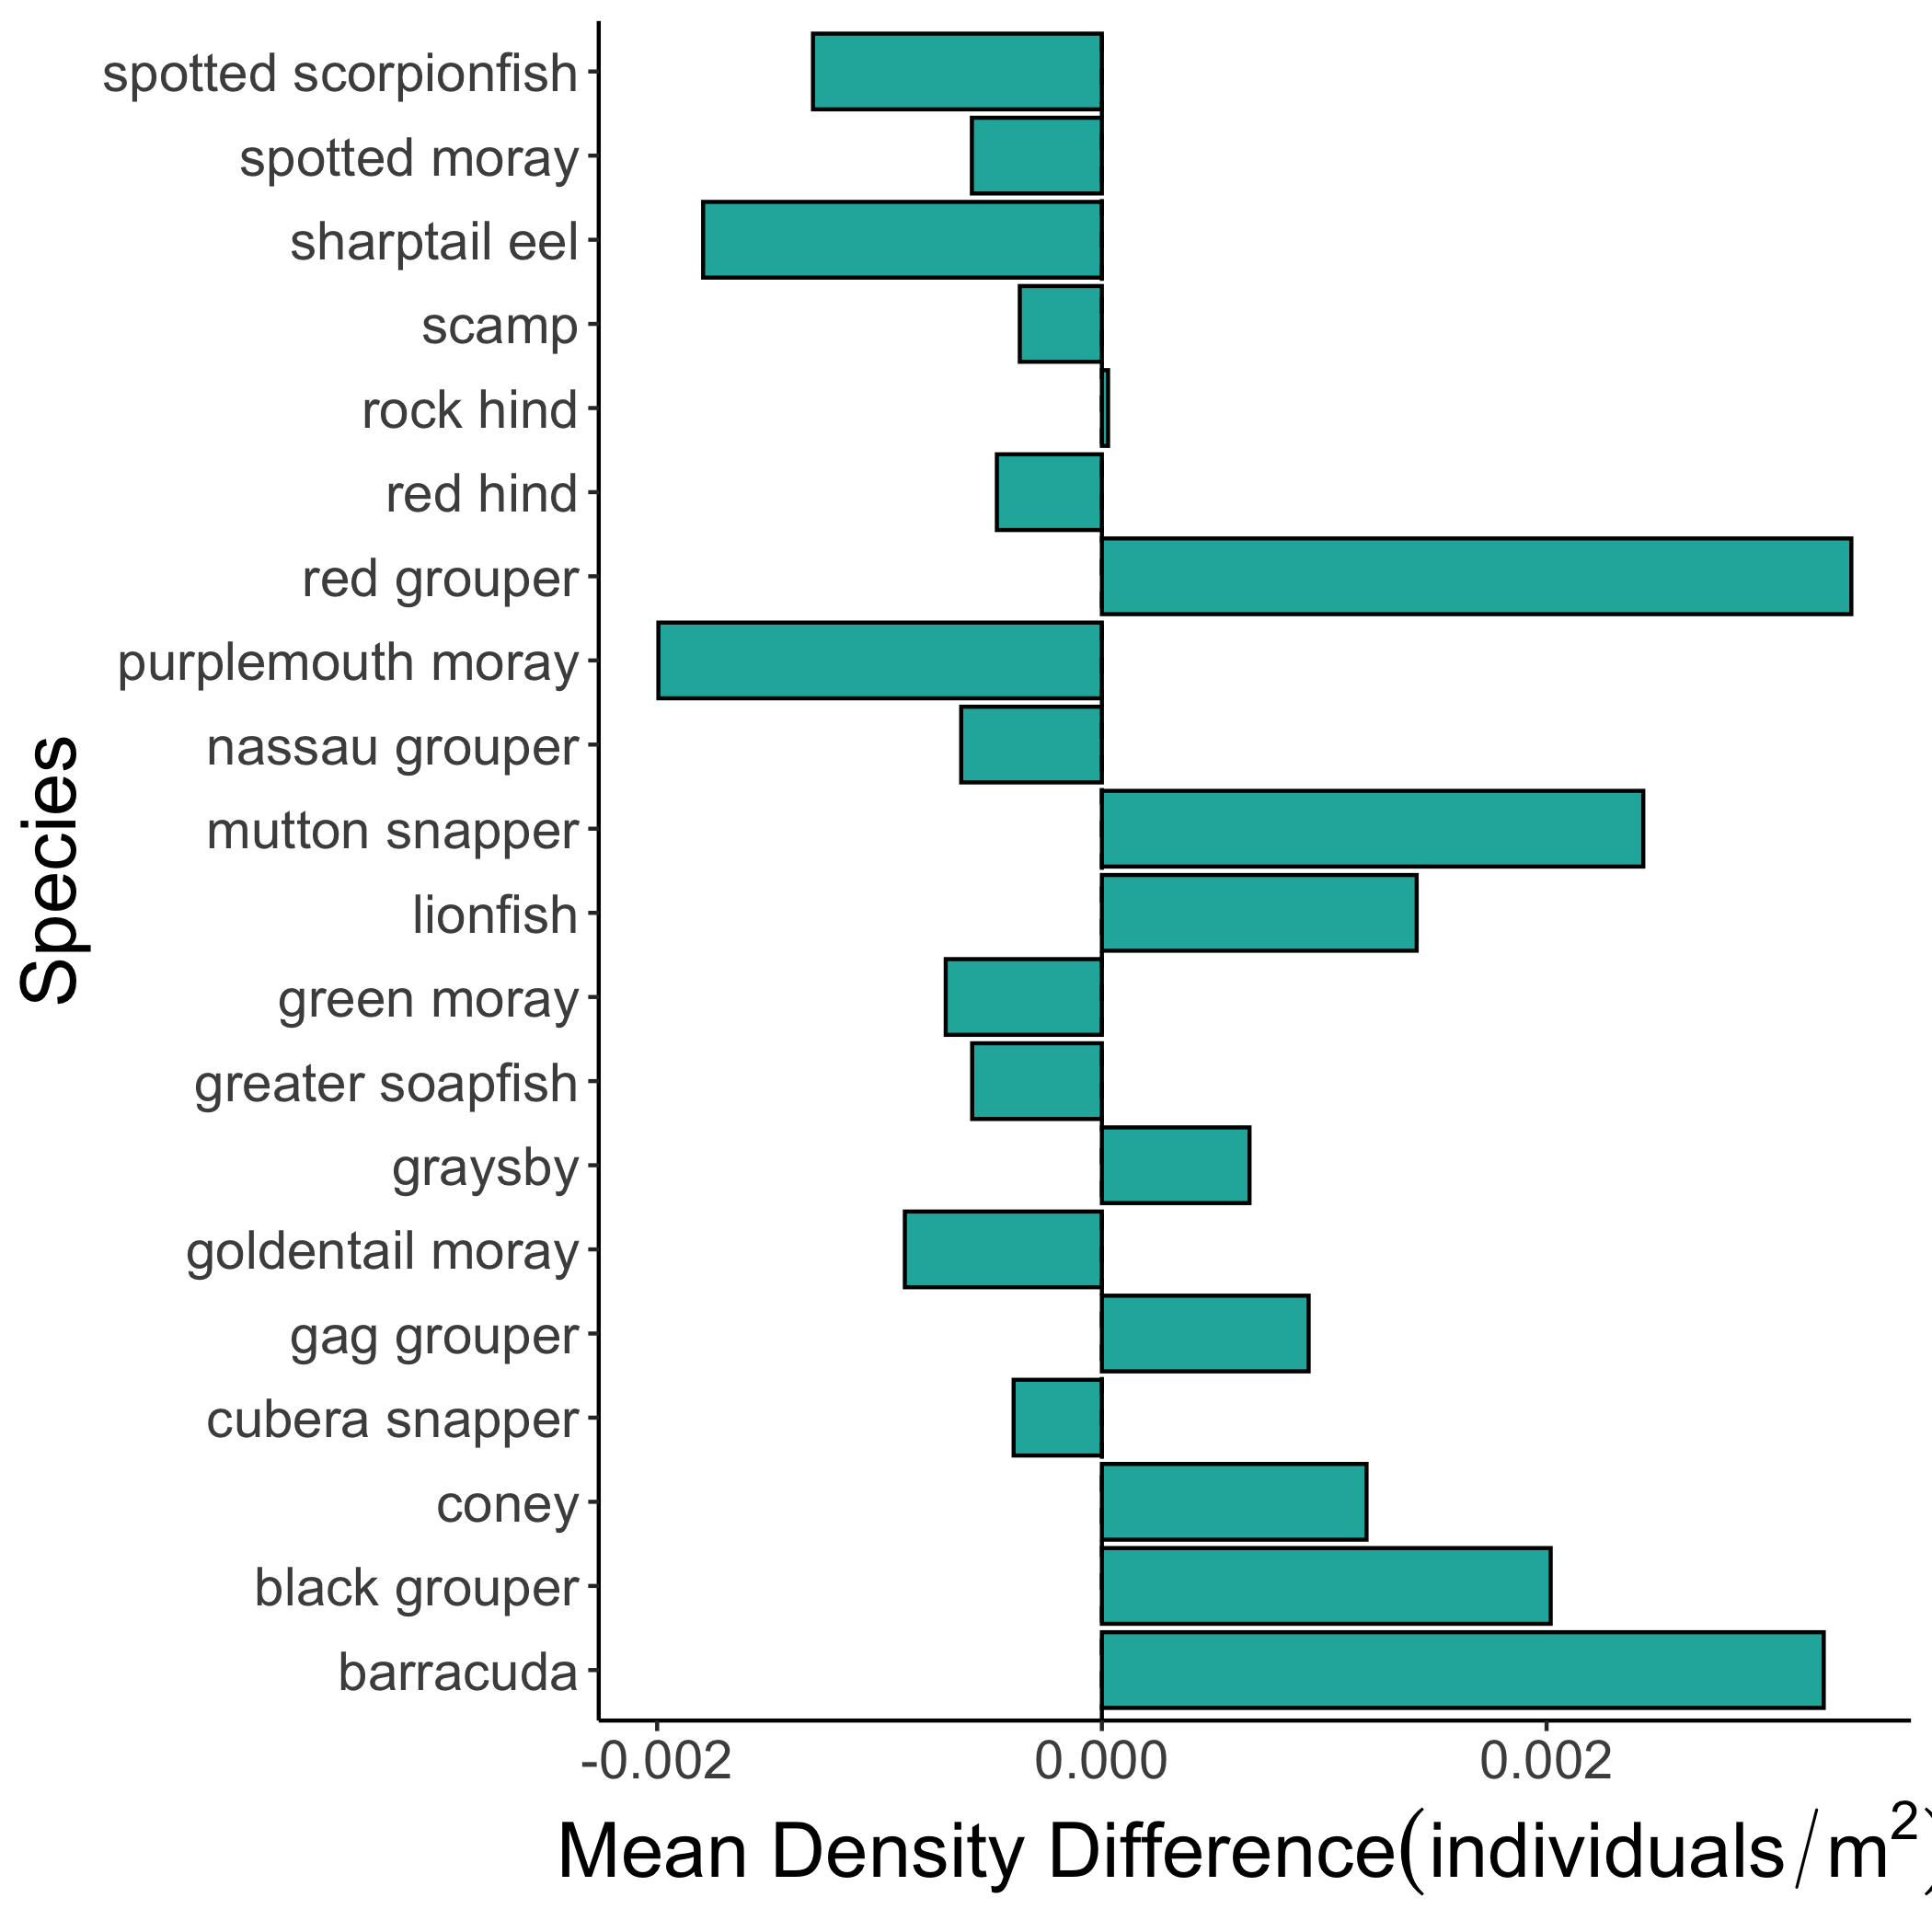 spotted scorpionfish
spotted moray
sharptail eel
scamp
rock hind
red hind
red grouper
purplemouth moray
nassau grouper
mutton snapper
lionfish
green moray
greater soapfish
graysby
goldentail moray
gag grouper
cubera snapper
coney
black grouper
barracuda
Species
-0.002 0.000 0.002
Mean Density Difference(individuals/m²)